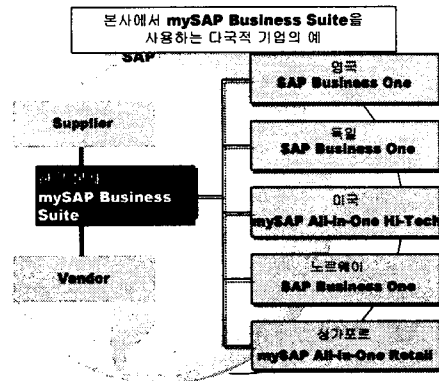 본사에서 mySAP Business Suite을
사용하는 다국적 기업의 예
SAP
영국
SAP Business One
Supplier
독일
SAP Business One
mySAP Business
Suite
미국
mySAP All-in-One Hi-Tech
Vendor
노르웨이
SAP Business One
싱가포르
mySAP All-in-One Retail